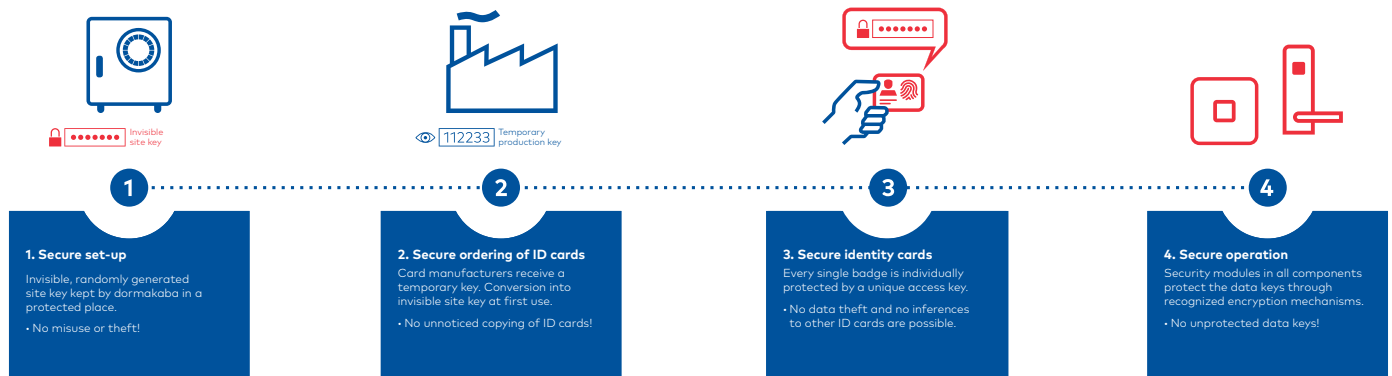 Invisible
site key
112233
Temporary
production key
1
2
3
4
1. Secure set-up
Invisible, randomly generated
site key kept by dormakaba in a
protected place.
• No misuse or theft!
2. Secure ordering of ID cards
Card manufacturers receive a
temporary key. Conversion into
invisible site key at first use.
• No unnoticed copying of ID cards!
3. Secure identity cards
Every single badge is individually
protected by a unique access key.
• No data theft and no inferences
to other ID cards are possible.
4. Secure operation
Security modules in all components
protect the data keys through
recognized encryption mechanisms.
• No unprotected data keys!